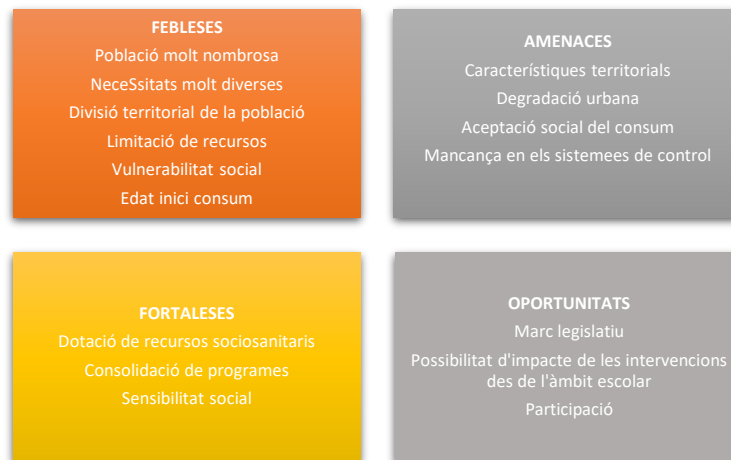 FEBLESES
Població molt nombrosa
NeceSsitats molt diverses
Divisió territorial de la població
Limitació de recursos
Vulnerabilitat social
Edat inici consum
AMENACES
Característiques territorials
Degradació urbana
Aceptació social del consum
Mancança en els sistemees de control
FORTALESES
Dotació de recursos sociosanitaris
Consolidació de programes
Sensibilitat social
OPORTUNITATS
Marc legislatiu
Possibilitat d'impacte de les intervencions
des de l'àmbit escolar
Participació